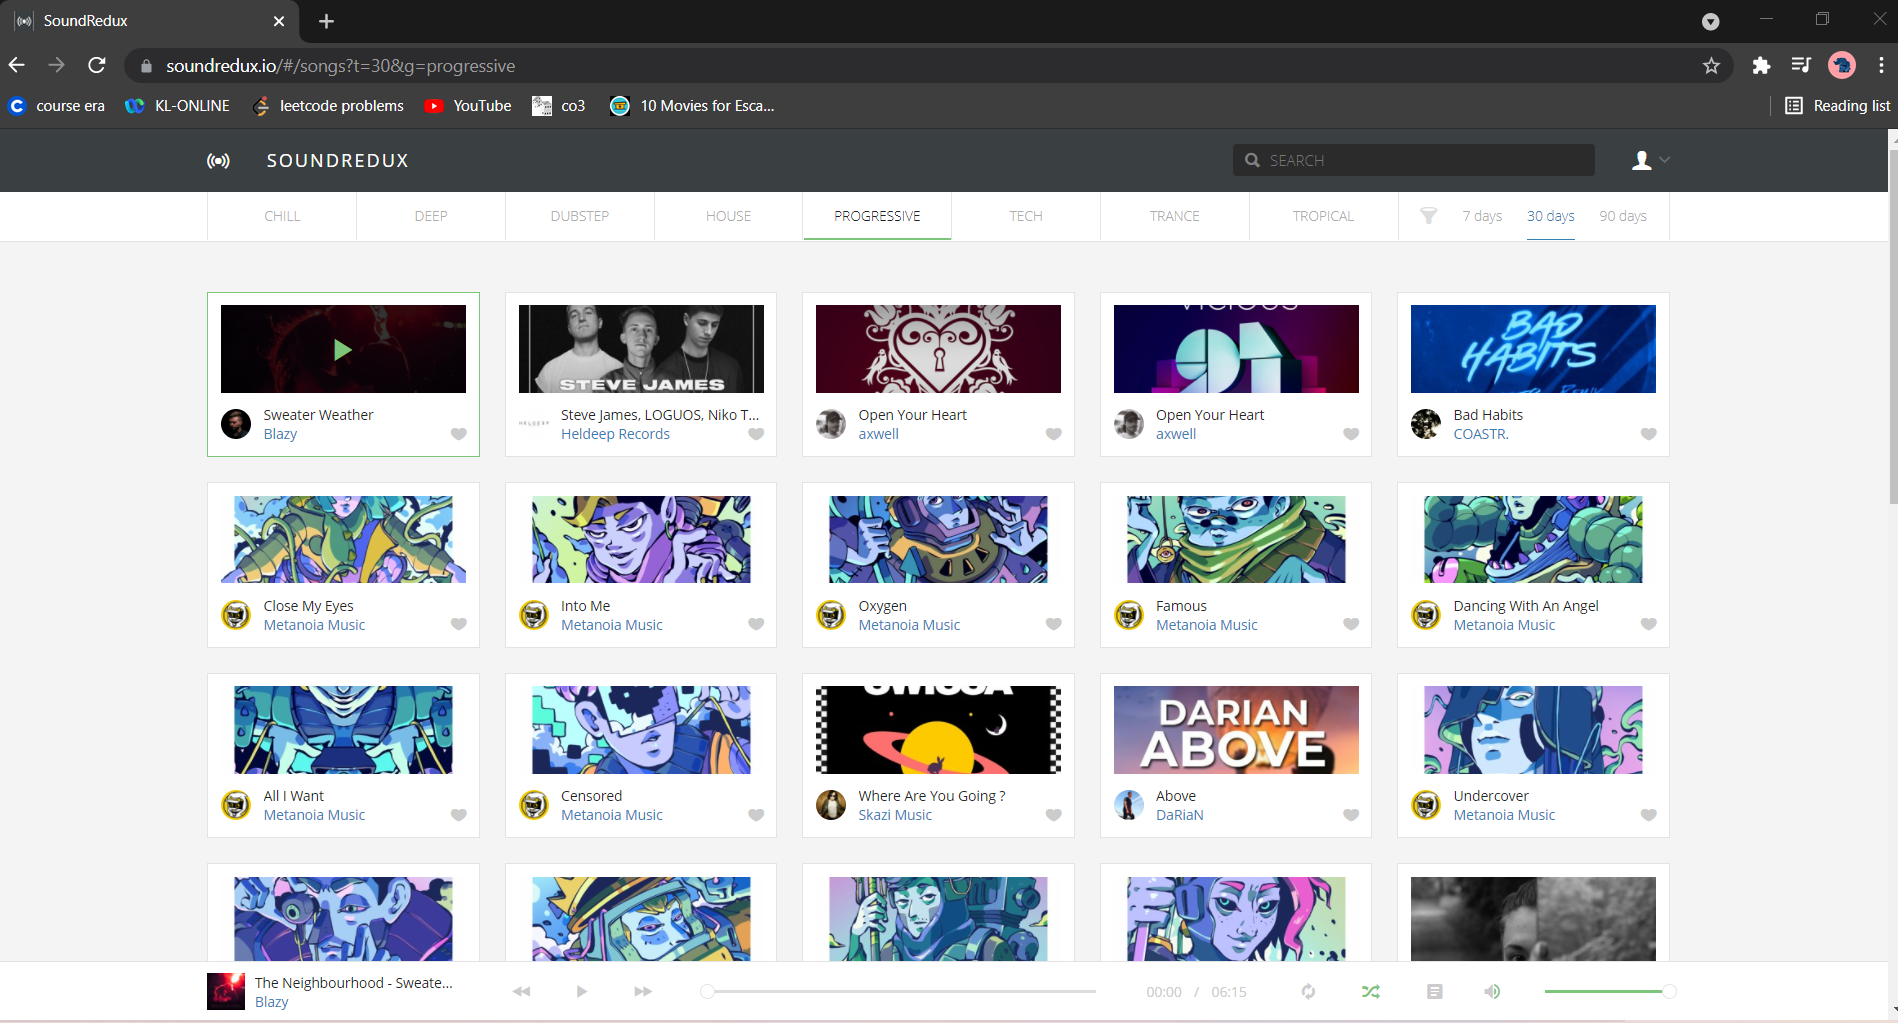 SoundRedux
soundredux.io/#/songs?t=30&g=progressive
course era KL-ONLINE leetcode problems YouTube co3 10 Movies for Esca... Reading list
SOUNDREDUX SEARCH
CHILL DEEP DUBSTEP HOUSE PROGRESSIVE TECH TRANCE TROPICAL 7 days 30 days 90 days
STEVE JAMES
VICIOUS
21
BAD
HABITS
Sweater Weather
Blazy
HELDEEP
Steve James, LOGUOS, Niko T...
Heldeep Records
Open Your Heart
axwell
Open Your Heart
axwell
Bad Habits
COASTR.
Close My Eyes
Metanoia Music
Into Me
Metanoia Music
Oxygen
Metanoia Music
Famous
Metanoia Music
Dancing With An Angel
Metanoia Music
DARIAN
ABOVE
All I Want
Metanoia Music
Censored
Metanoia Music
Where Are You Going ?
Skazi Music
Above
DaRiaN
Undercover
Metanoia Music
The Neighbourhood - Sweate...
Blazy
00:00 / 06:15